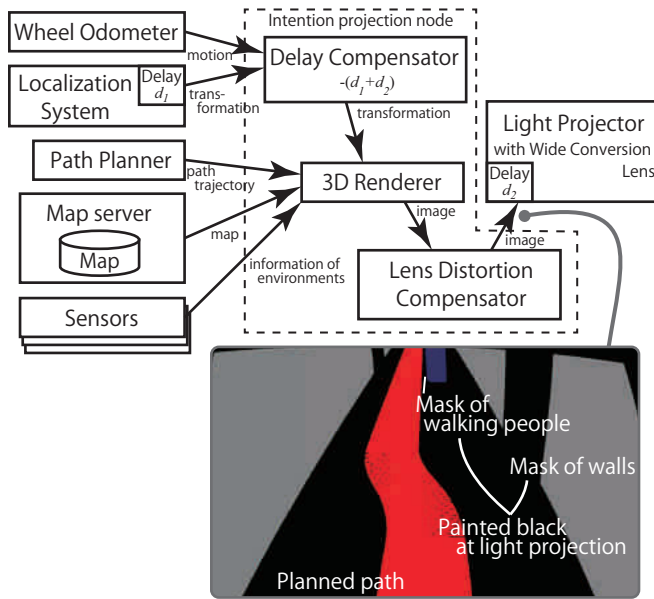 Intention projection node
Wheel Odometer
motion
Localization
System
Delay
d1
trans-
formation
Delay Compensator
-(d1+d2)
transformation
Path Planner
path
trajectory
3D Renderer
Light Projector
with Wide Conversion
Lens
Delay
d2
Map server
Map
map
image
image
information of
environments
Lens Distortion
Compensator
Sensors
Mask of
walking people
Mask of walls
Painted black
at light projection
Planned path